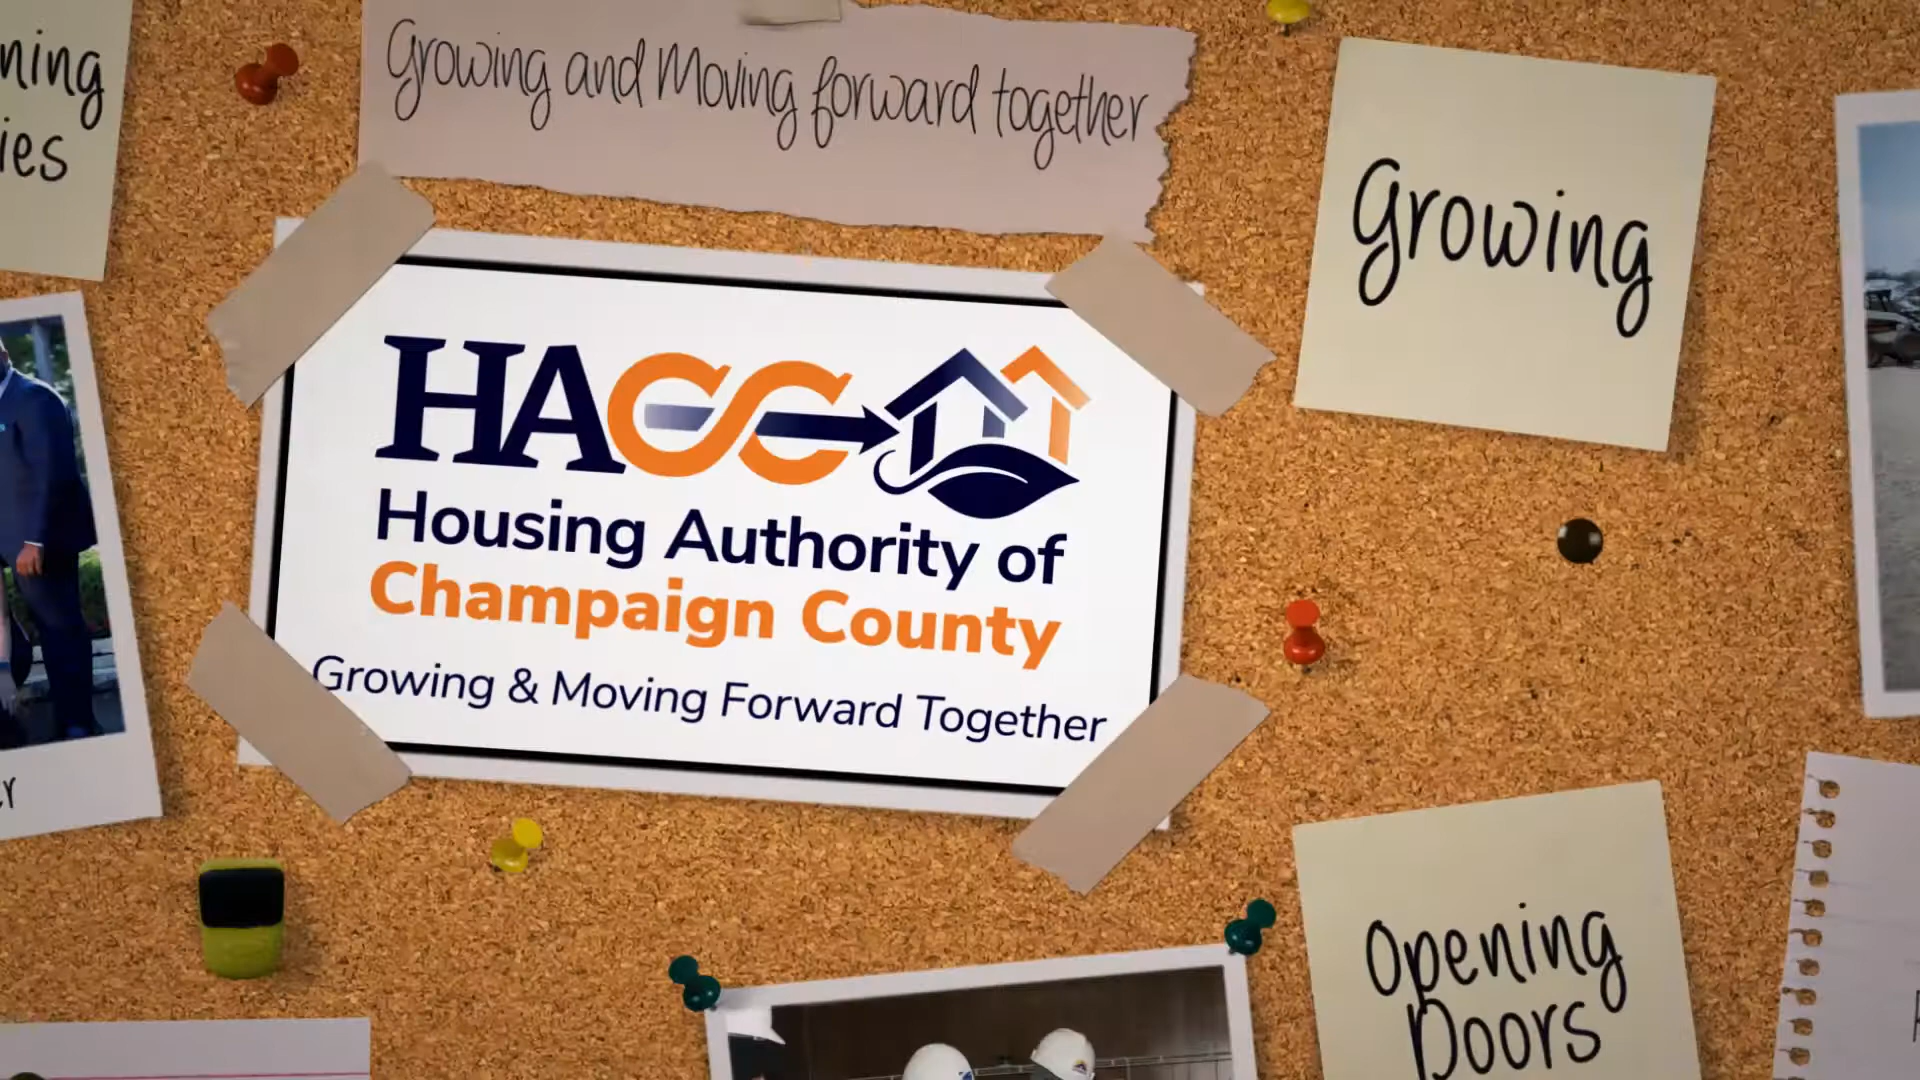 Growing and Moving forward together
Growing
HACC
Housing Authority of
Champaign County
Growing & Moving Forward Together
Opening
Doors